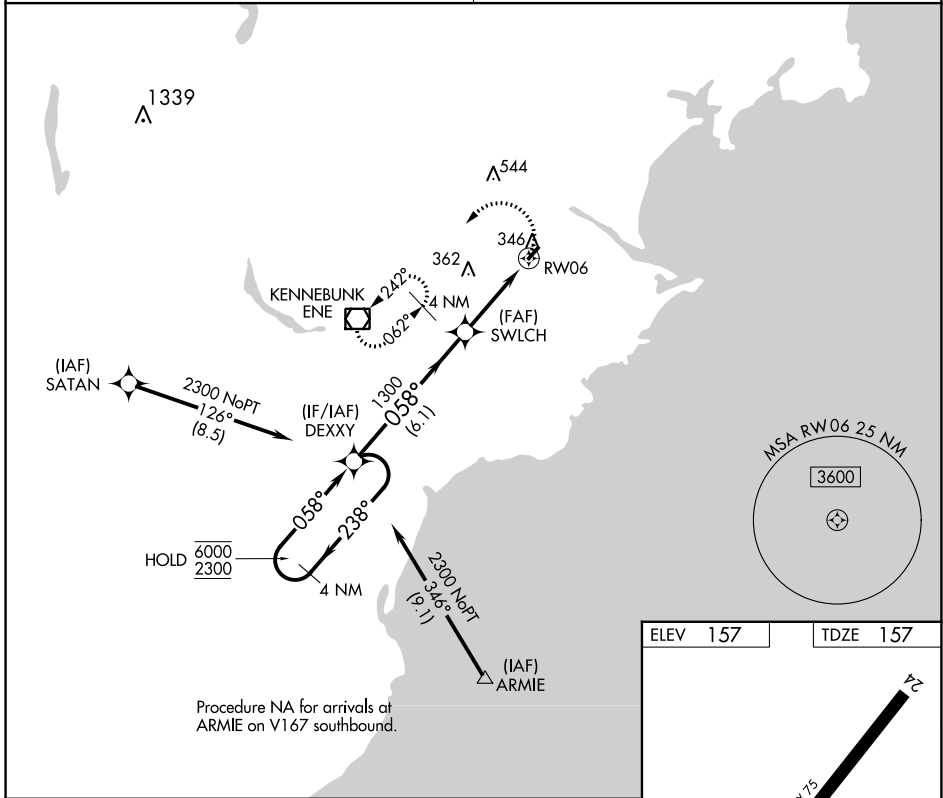 1339
544
346
RW06
362
242°
4 NM
062°
KENNEBUNK
ENE
(FAF)
SWLCH
(IAF)
SATAN
2300 NoPT
126°
(8.5)
(IF/IAF)
DEXXY
1300
058°
(6.1)
MSA RW06 25 NM
3600
058°
238°
HOLD 6000
2300
4 NM
2300 NoPT
346°
(9.1)
(IAF)
ARMIE
Procedure NA for arrivals at
ARMIE on V167 southbound.
ELEV 157
TDZE 157
24
75